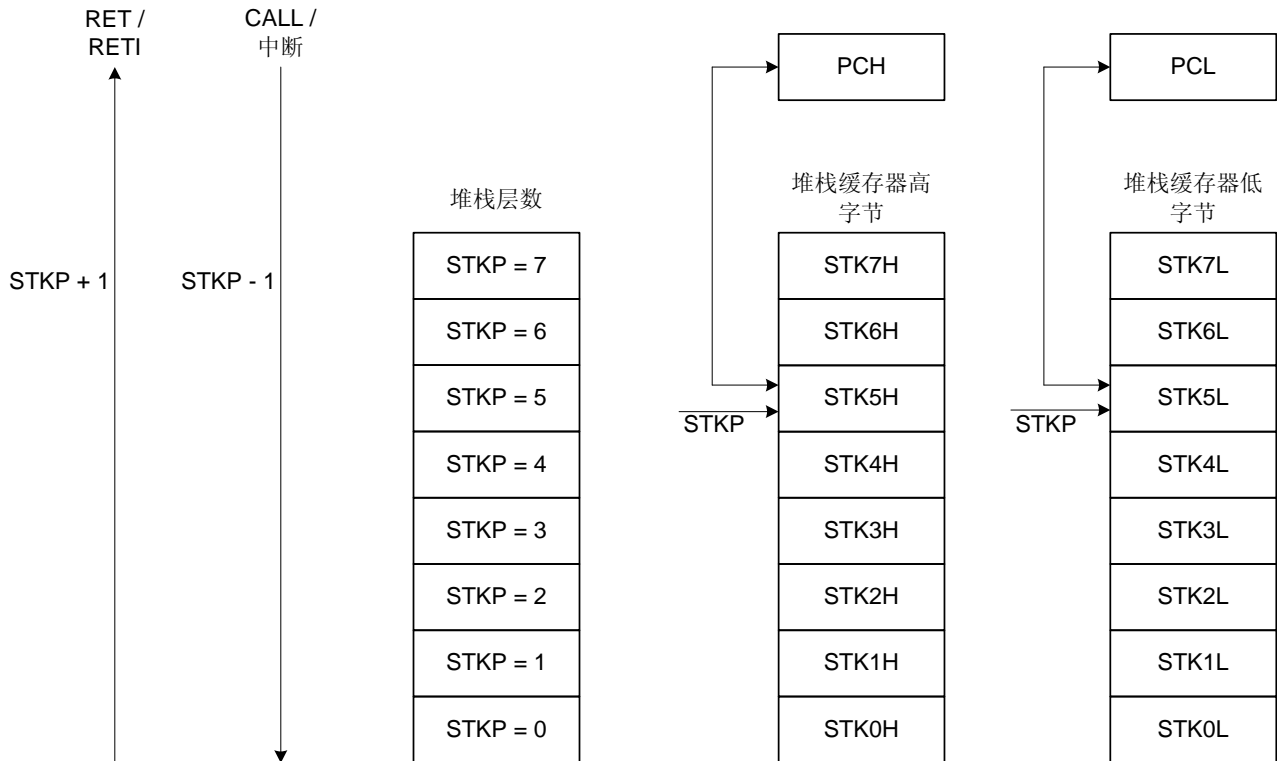 RET /
RETI
CALL /
中断
PCH
PCL
堆栈层数
堆栈缓存器高
字节
堆栈缓存器低
字节
STKP + 1
STKP - 1
STKP = 7
STK7H
STK7L
STKP = 6
STK6H
STK6L
STKP = 5
STK5H
STK5L
STKP
STKP
STKP = 4
STK4H
STK4L
STKP = 3
STK3H
STK3L
STKP = 2
STK2H
STK2L
STKP = 1
STK1H
STK1L
STKP = 0
STK0H
STK0L